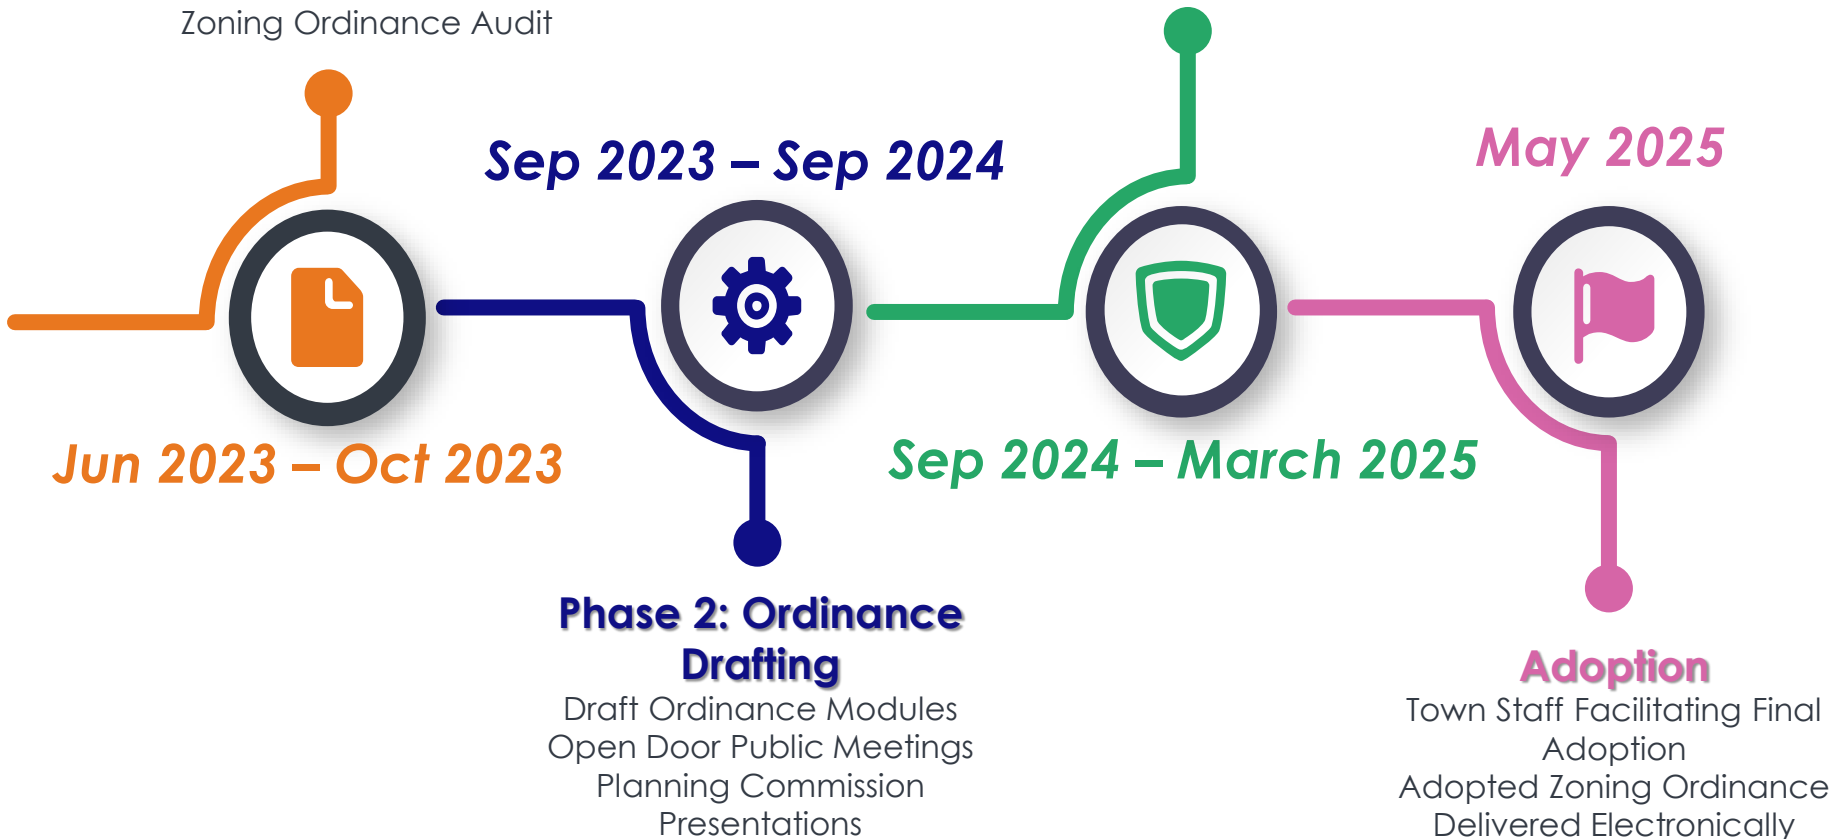 Zoning Ordinance Audit
Jun 2023 – Oct 2023
Sep 2023 – Sep 2024
Phase 2: Ordinance
Drafting
Draft Ordinance Modules
Open Door Public Meetings
Planning Commission
Presentations
Sep 2024 – March 2025
May 2025
Adoption
Town Staff Facilitating Final
Adoption
Adopted Zoning Ordinance
Delivered Electronically